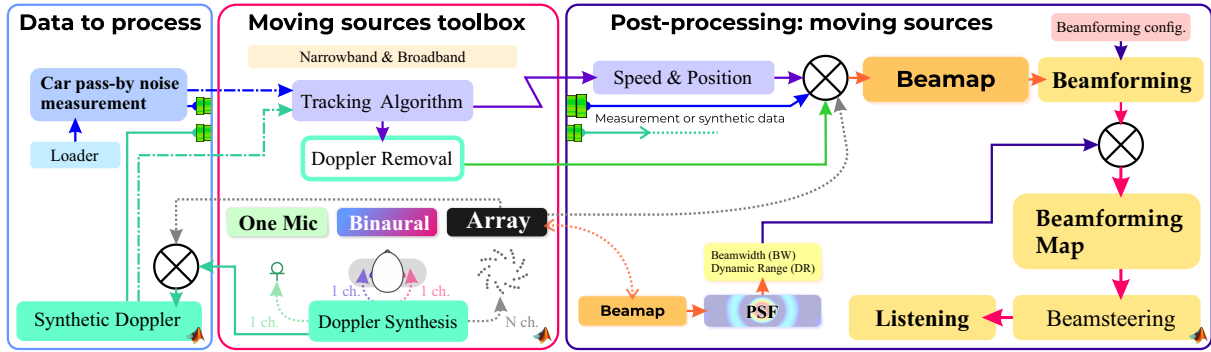 Data to process
Car pass-by noise
measurement
Loader
Synthetic Doppler
Moving sources toolbox
Narrowband & Broadband
Tracking Algorithm
Doppler Removal
One Mic
Binaural
Array
1 ch.
1 ch.
1 ch.
N ch.
Doppler Synthesis
Post-processing: moving sources
Speed & Position
Measurement or synthetic data
Beamap
Beamforming config.
Beamforming
Beamwidth (BW)
Dynamic Range (DR)
Beamap
PSF
Beamforming
Map
Listening
Beamsteering